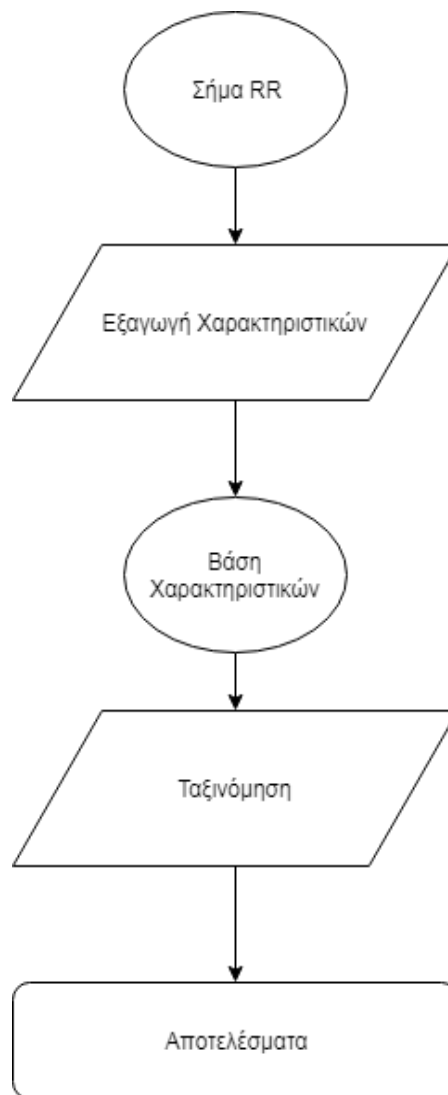 Σήμα RR
Εξαγωγή Χαρακτηριστικών
Βάση
Χαρακτηριστικών
Ταξινόμηση
Αποτελέσματα